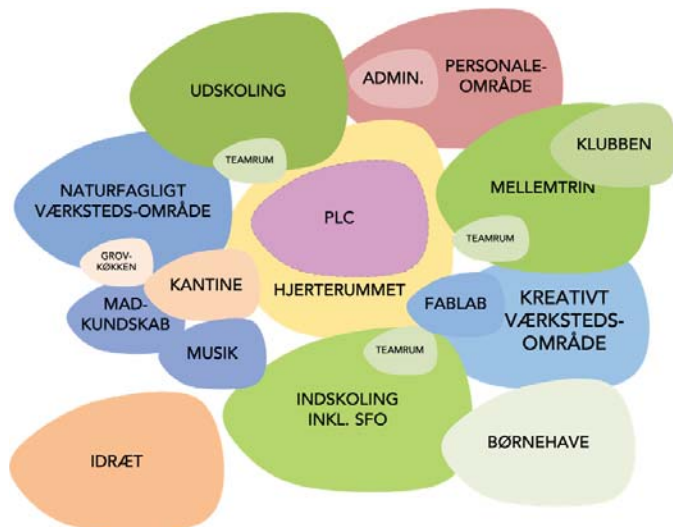 UDSKOLING
ADMIN.
PERSONALE-
OMRÅDE
TEAMRUM
KLUBBEN
MELLEMTRIN
TEAMRUM
NATURFAGLIGT
VÆRKSTEDS-OMRÅDE
PLC
HJERTERUMMET
GROV-
KØKKEN
KANTINE
MAD-
KUNDSKAB
MUSIK
FABLAB
KREATIVT
VÆRKSTEDS-
OMRÅDE
TEAMRUM
INDSKOLING
INKL. SFO
BØRNEHAVE
IDRÆT